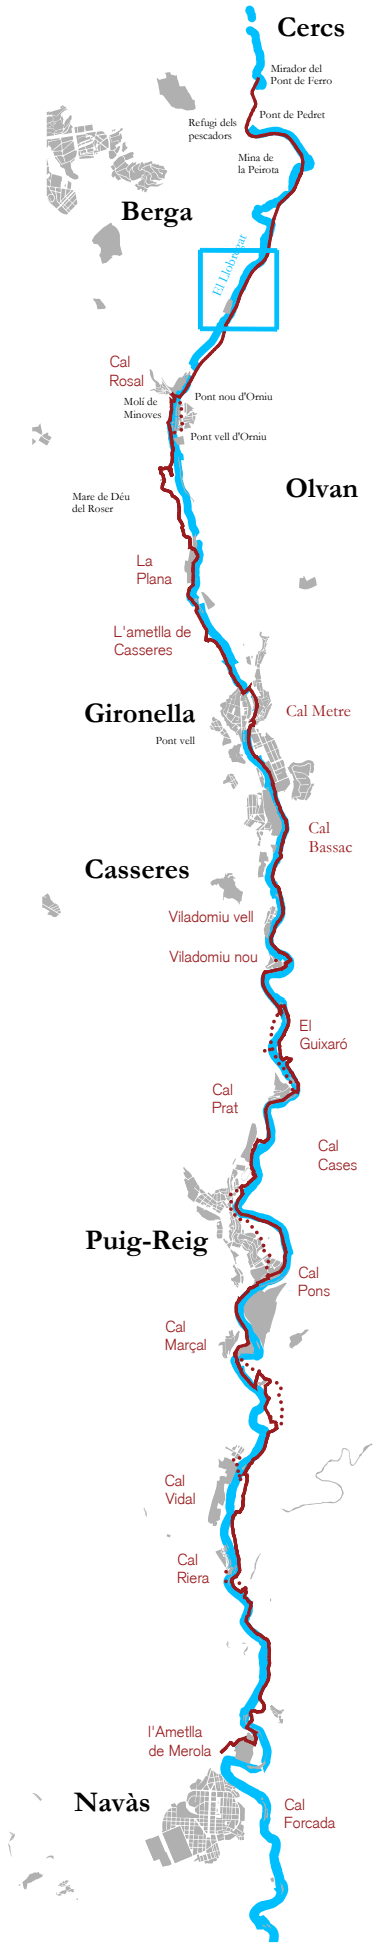 Cercs
Mirador del
Pont de Ferro
Pont de Pedret
Refugi dels
pescadors
Mina de
la Peirota
Berga
El Llobregat
Cal
Rosal
Molí de
Minoves
Pont nou d'Orniu
Pont vell d'Orniu
Olvan
Mare de Déu
del Roser
La
Plana
L'ametlla de
Casseres
Gironella
Cal Metre
Pont vell
Cal
Bassac
Casseres
Viladomiu vell
Viladomiu nou
El
Guixaró
Cal
Prat
Cal
Cases
Puig-Reig
Cal
Pons
Cal
Marçal
Cal
Vidal
Cal
Riera
l'Ametlla
de Merola
Navàs
Cal
Forcada